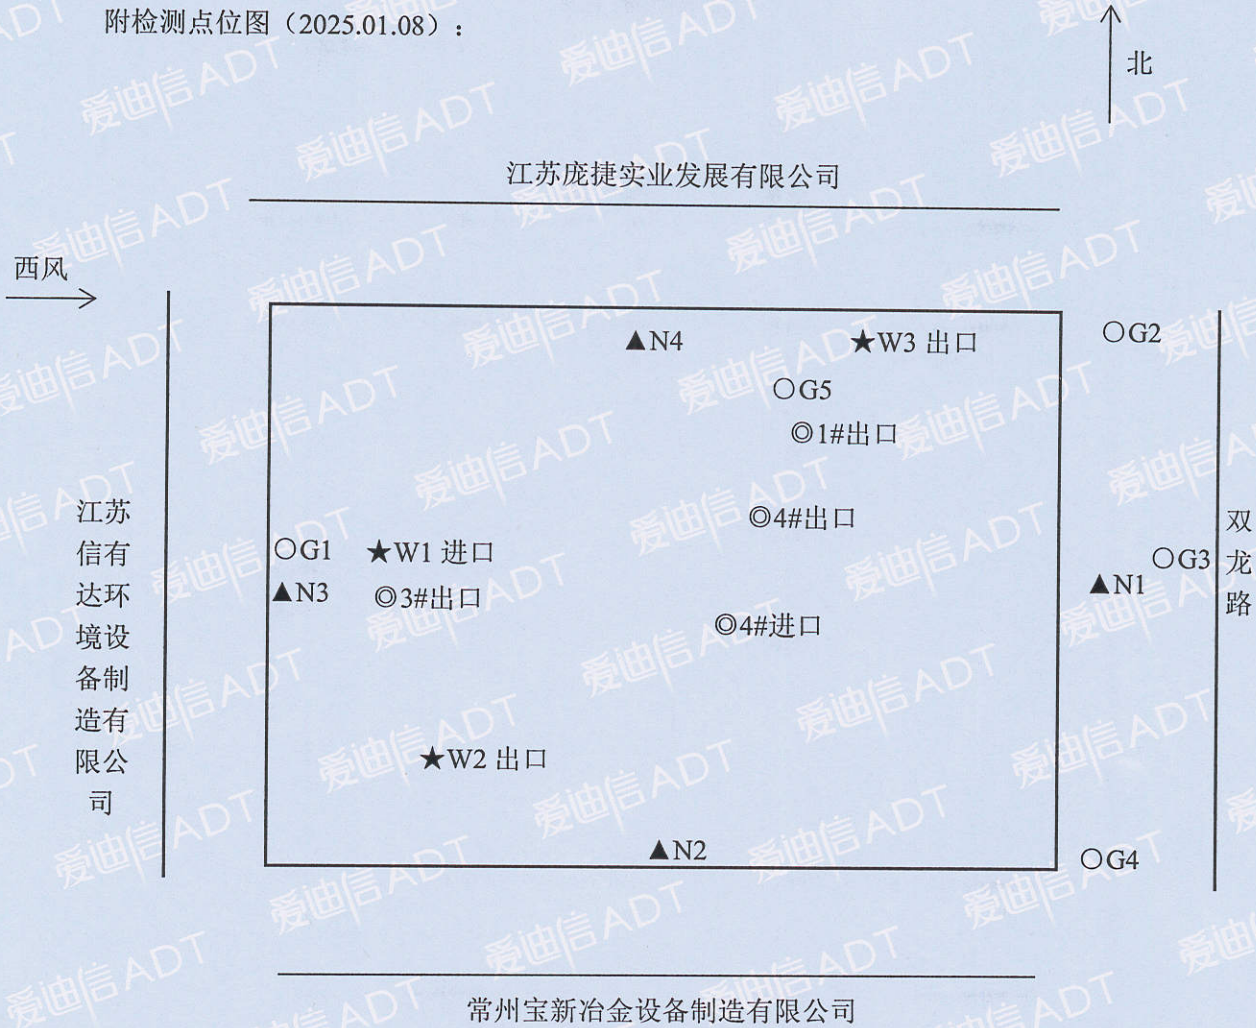 附检测点位图（2025.01.08）：
北
江苏庞捷实业发展有限公司
西风
○G2
▲N4
★W3 出口
○G5
◎1#出口
◎4#出口
江苏
信有
达环
境设
备制
造有
限公
司
○G1
★W1 进口
▲N3
◎3#出口
◎4#进口
○G3
▲N1
双
龙
路
★W2 出口
▲N2
○G4
常州宝新冶金设备制造有限公司
爱迪信 ADT